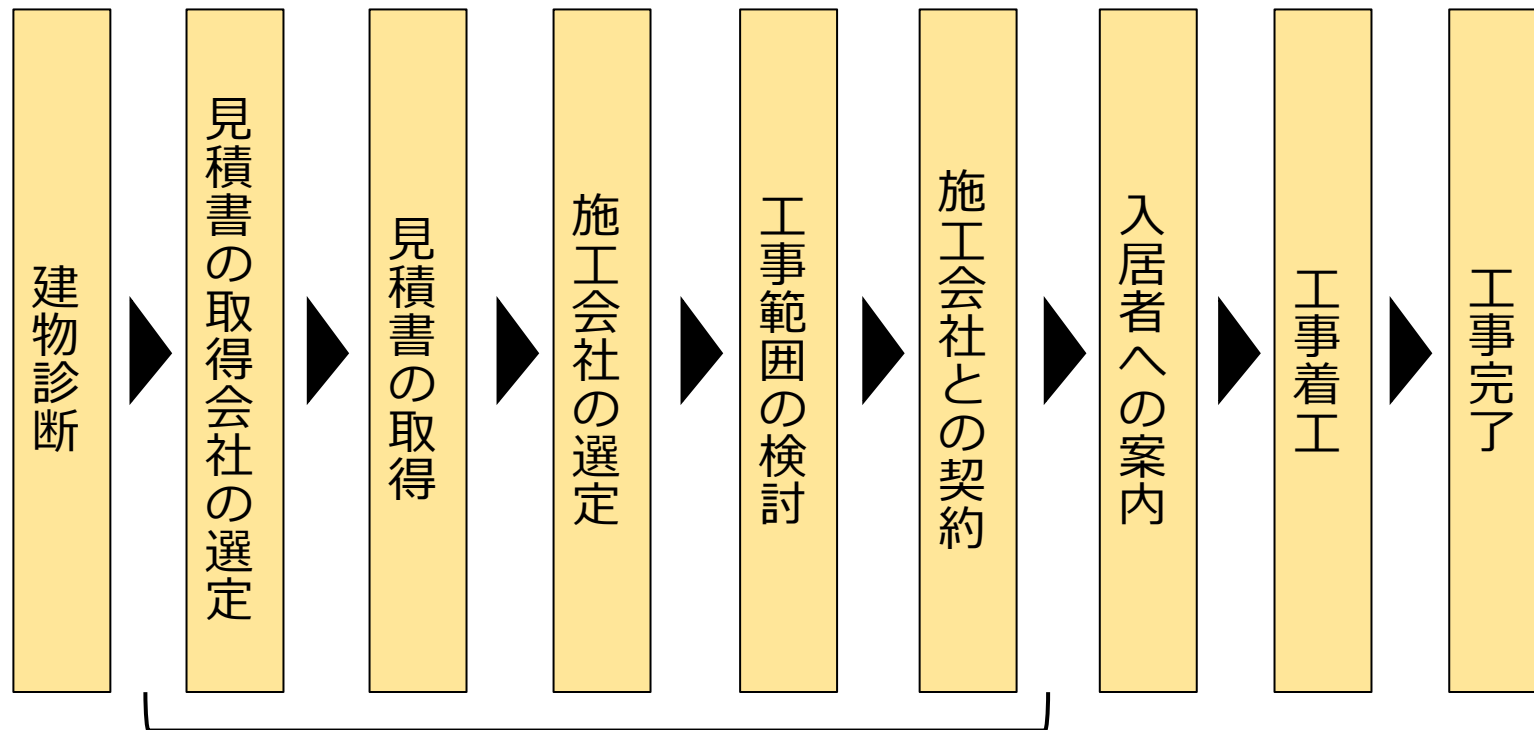 建物診断
見積書の取得会社の選定
見積書の取得
施工会社の選定
工事範囲の検討
施工会社との契約
入居者への案内
工事着工
工事完了